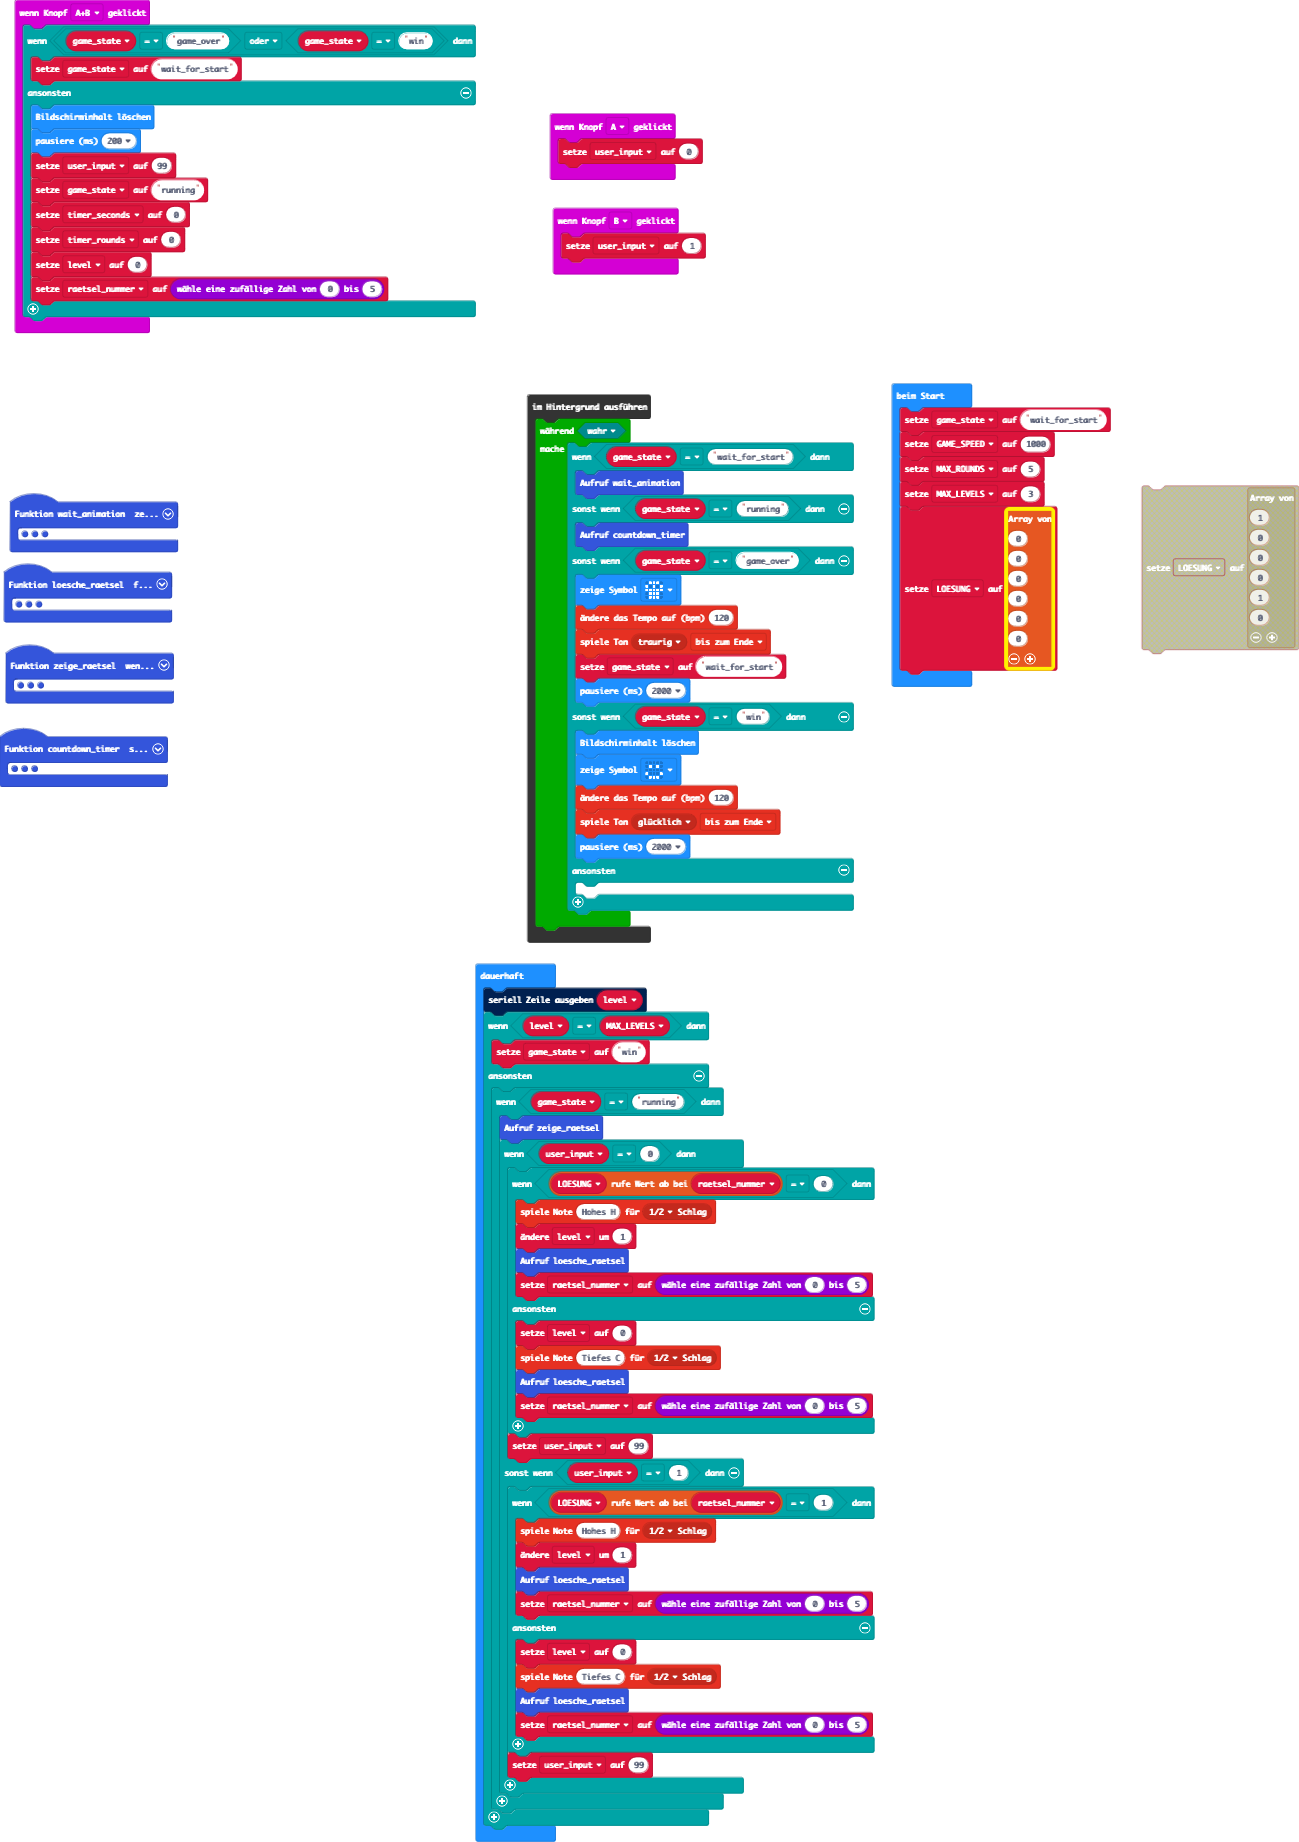 wenn Knopf A+B geklickt
wenn game_state = "game_over" oder game_state = "win" dann
setze game_state auf "wait_for_start"
ansonsten
Bildschirminhalt löschen
pausiere (ms) 200
setze user_input auf 99
setze game_state auf "running"
setze timer_seconds auf 0
setze timer_rounds auf 0
setze level auf 0
setze raetsel_nummer auf wähle eine zufällige Zahl von 0 bis 5
wenn Knopf A geklickt
setze user_input auf 0
wenn Knopf B geklickt
setze user_input auf 1
Funktion wait_animation ze...
Funktion loesche_raetsel f...
Funktion zeige_raetsel wen...
Funktion countdown_timer s...
im Hintergrund ausführen
während wahr
mache
wenn game_state = "wait_for_start" dann
Aufruf wait_animation
sonst wenn game_state = "running" dann
Aufruf countdown_timer
sonst wenn game_state = "game_over" dann
zeige Symbol
ändere das Tempo auf (bpm) 120
spiele Ton traurig bis zum Ende
setze game_state auf "wait_for_start"
pausiere (ms) 2000
sonst wenn game_state = "win" dann
Bildschirminhalt löschen
zeige Symbol
ändere das Tempo auf (bpm) 120
spiele Ton glücklich bis zum Ende
pausiere (ms) 2000
ansonsten
beim Start
setze game_state auf "wait_for_start"
setze GAME_SPEED auf 1000
setze MAX_ROUNDS auf 5
setze MAX_LEVELS auf 3
setze LOESUNG auf
Array von
0
0
0
0
0
0
setze LOESUNG auf
Array von
1
0
0
0
1
0
dauerhaft
seriell Zeile ausgeben level
wenn level = MAX_LEVELS dann
setze game_state auf "win"
ansonsten
wenn game_state = "running" dann
Aufruf zeige_raetsel
wenn user_input = 0 dann
wenn LOESUNG rufe Wert ab bei raetsel_nummer = 0 dann
spiele Note Hohes H für 1/2 Schlag
ändere level um 1
Aufruf loesche_raetsel
setze raetsel_nummer auf wähle eine zufällige Zahl von 0 bis 5
ansonsten
setze level auf 0
spiele Note Tiefes C für 1/2 Schlag
Aufruf loesche_raetsel
setze raetsel_nummer auf wähle eine zufällige Zahl von 0 bis 5
setze user_input auf 99
sonst wenn user_input = 1 dann
wenn LOESUNG rufe Wert ab bei raetsel_nummer = 1 dann
spiele Note Hohes H für 1/2 Schlag
ändere level um 1
Aufruf loesche_raetsel
setze raetsel_nummer auf wähle eine zufällige Zahl von 0 bis 5
ansonsten
setze level auf 0
spiele Note Tiefes C für 1/2 Schlag
Aufruf loesche_raetsel
setze raetsel_nummer auf wähle eine zufällige Zahl von 0 bis 5
setze user_input auf 99